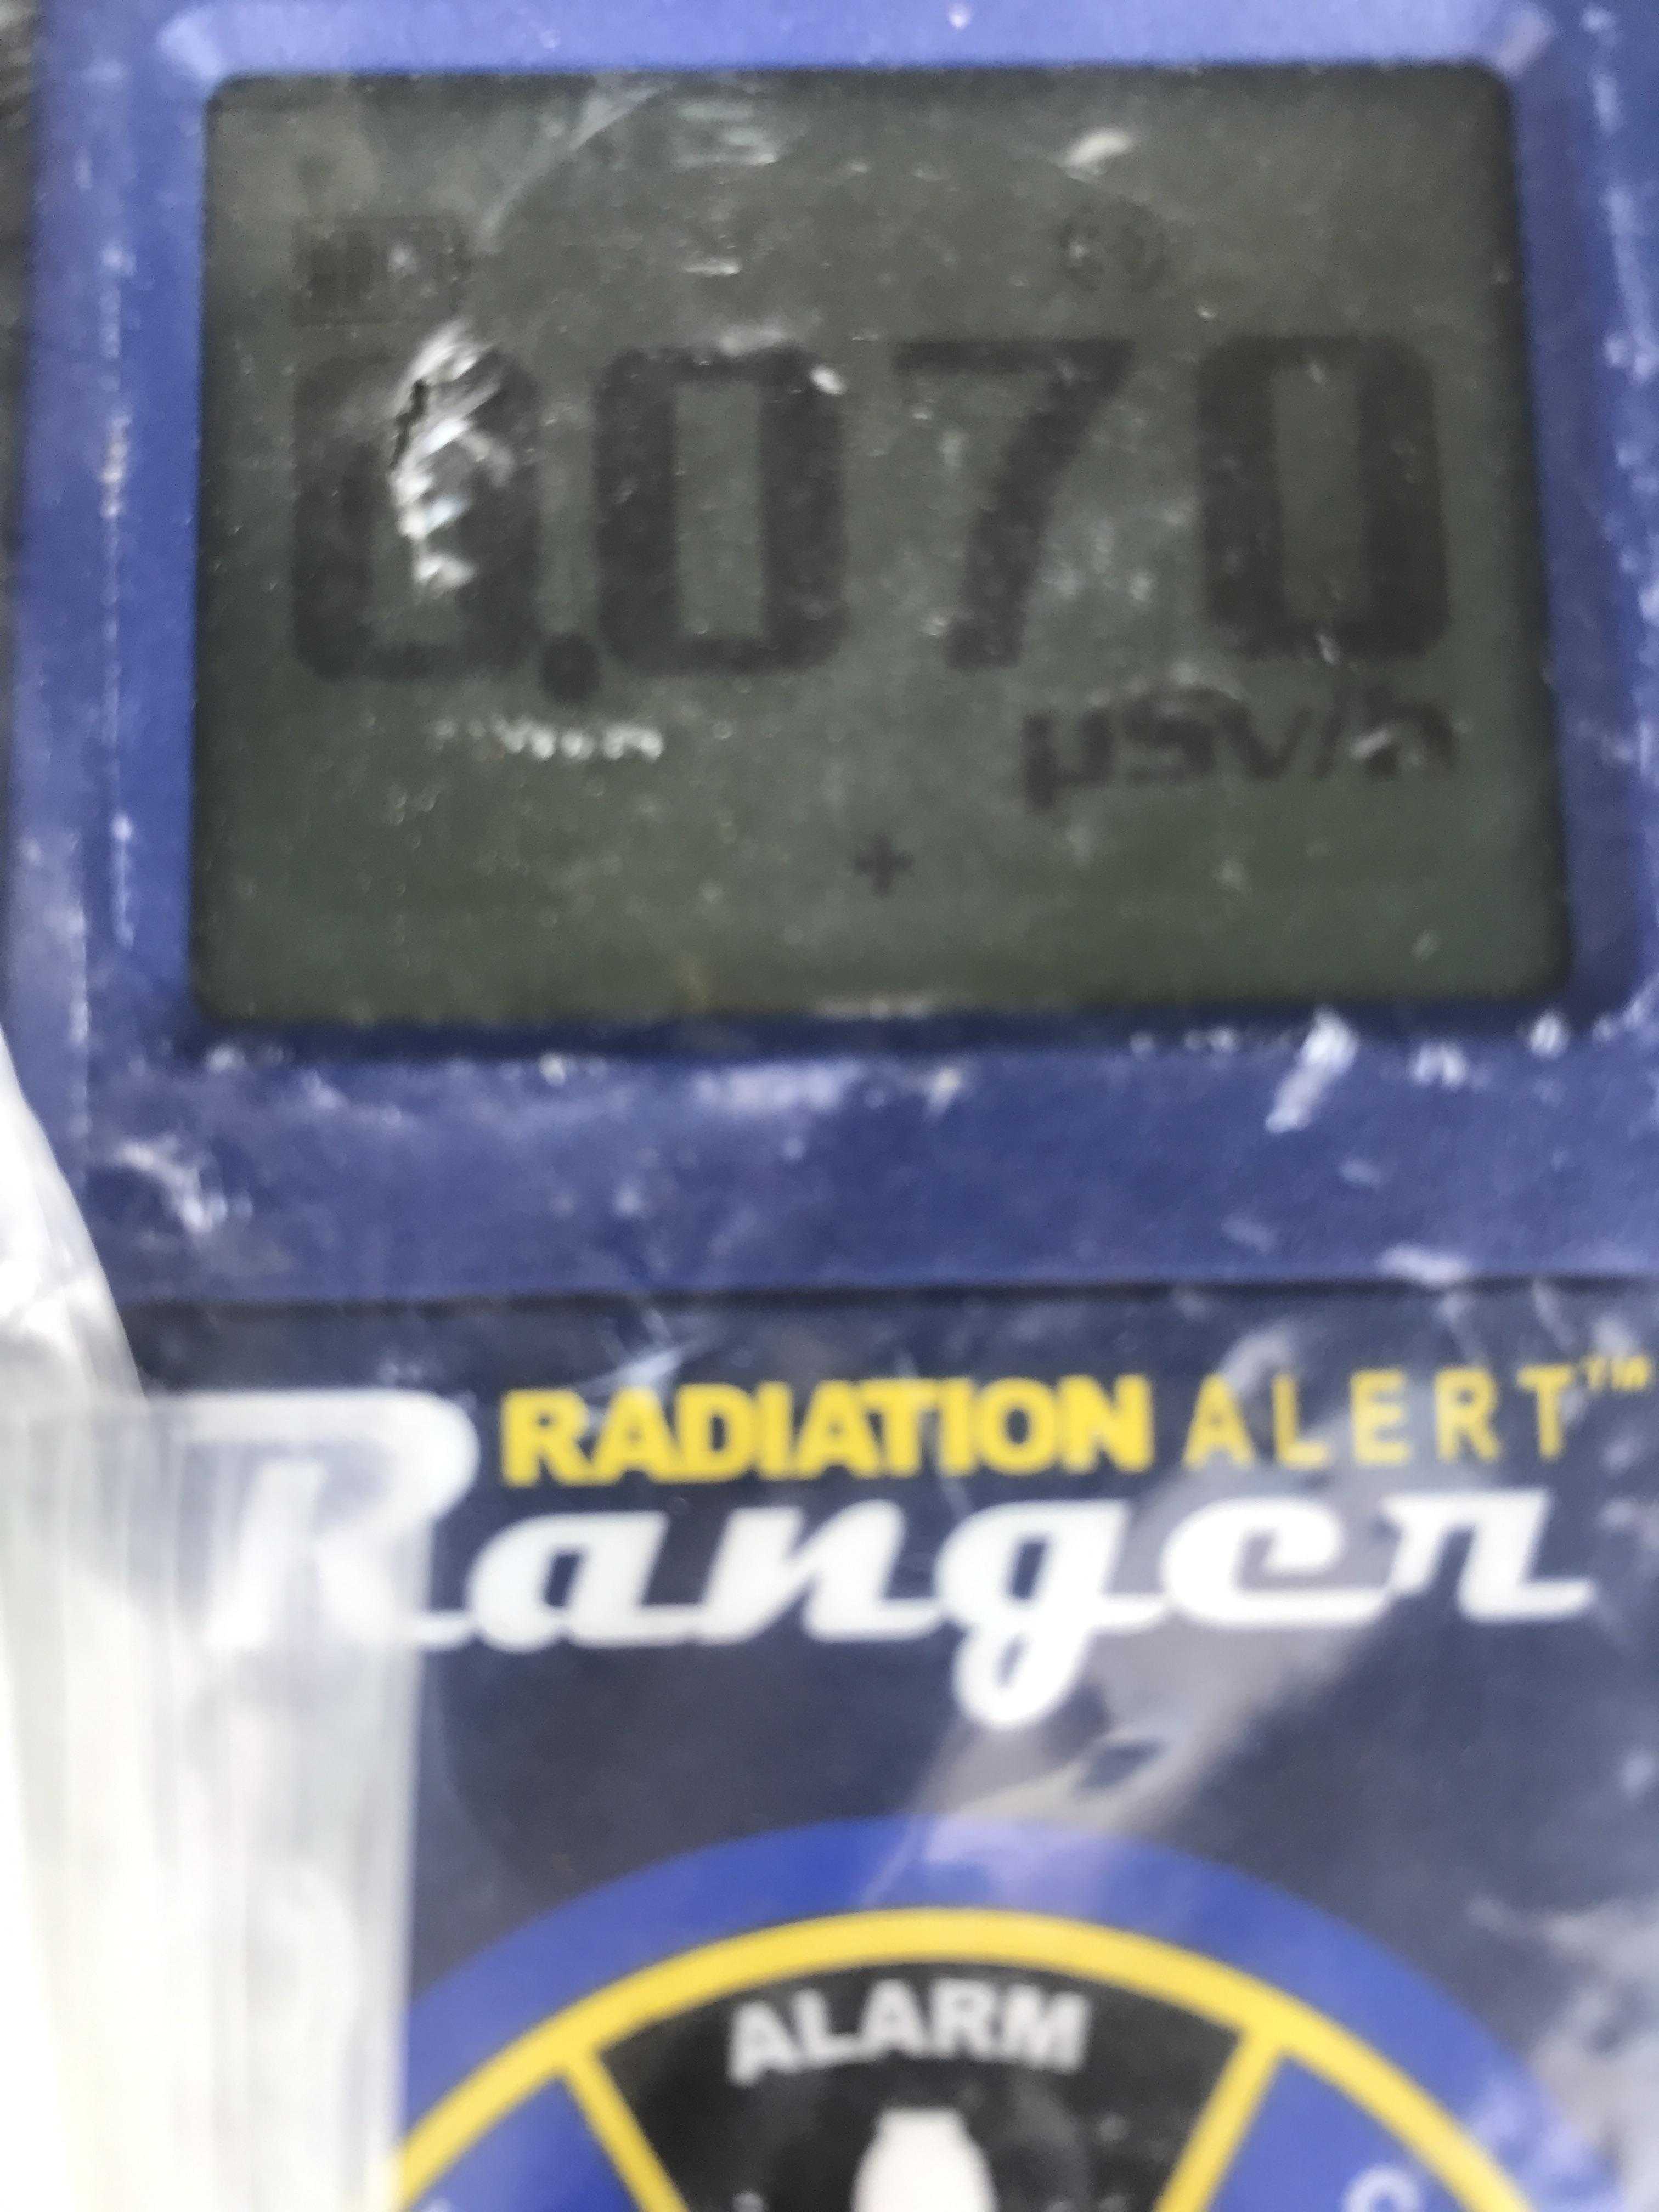 0.070
µSv/h
+
RADIATION ALERT™
Ranger
ALARM